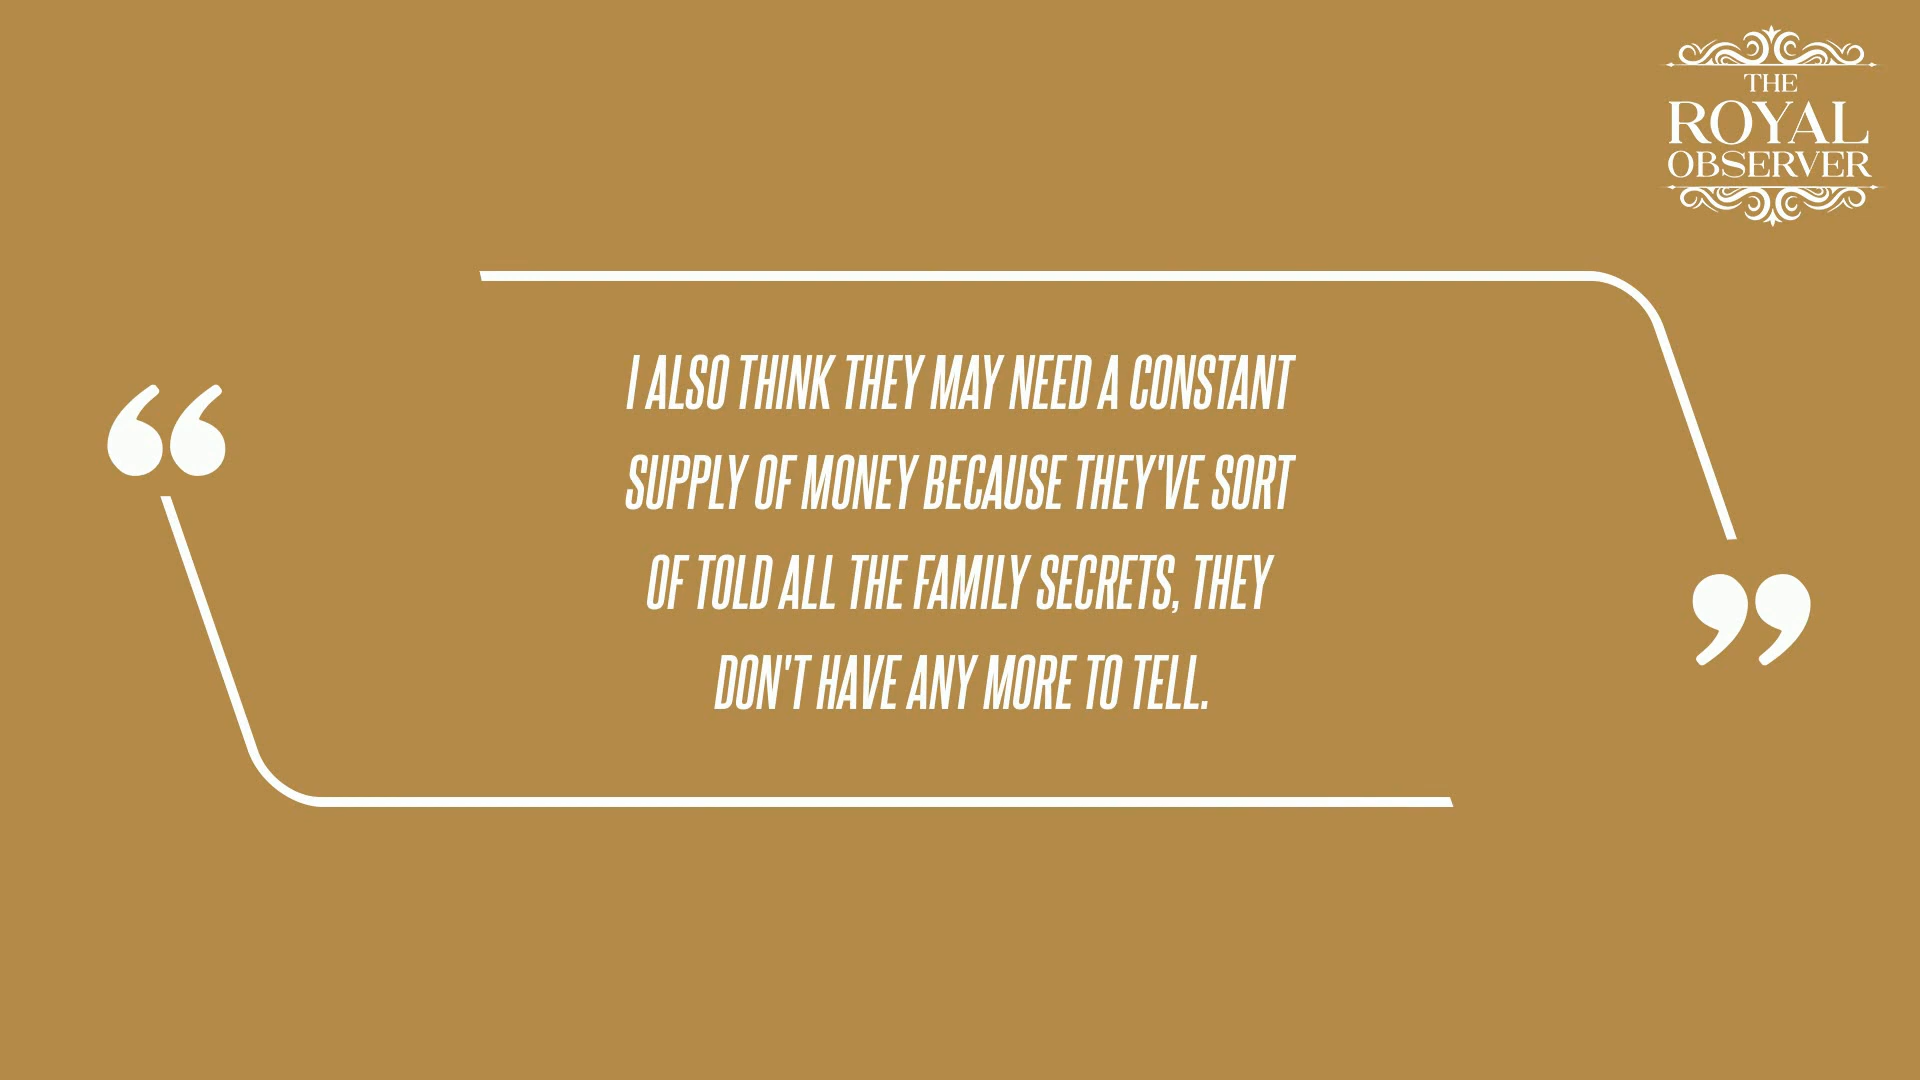 THE
ROYAL
OBSERVER
“
I ALSO THINK THEY MAY NEED A CONSTANT
SUPPLY OF MONEY BECAUSE THEY'VE SORT
OF TOLD ALL THE FAMILY SECRETS, THEY
DON'T HAVE ANY MORE TO TELL.
”